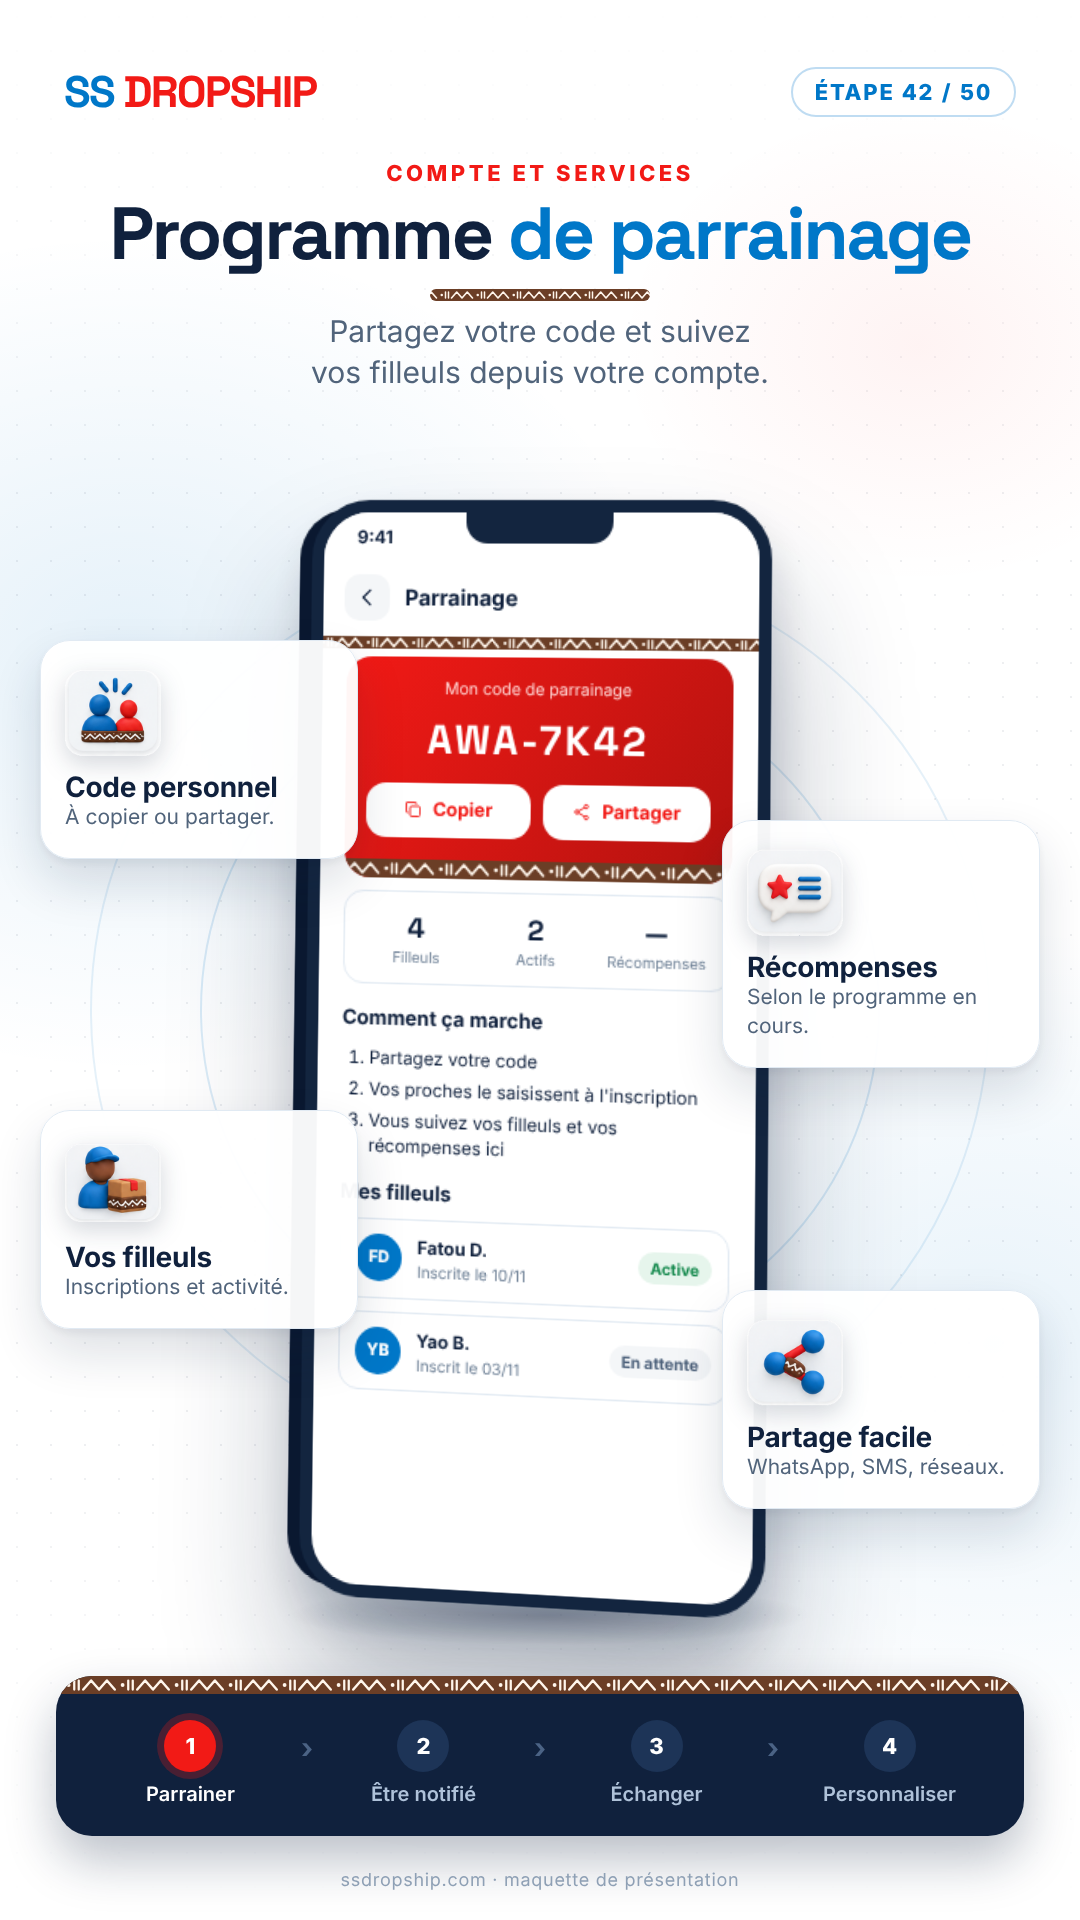 SS DROPSHIP
ÉTAPE 42 / 50
COMPTE ET SERVICES
Programme de parrainage
Partagez votre code et suivez
vos filleuls depuis votre compte.
9:41
Parrainage
Mon code de parrainage
AWA-7K42
Copier
Partager
Code personnel
À copier ou partager.
4
Filleuls
2
Actifs
—
Récompenses
Récompenses
Selon le programme en
cours.
Comment ça marche
1. Partagez votre code
2. Vos proches le saisissent à l'inscription
3. Vous suivez vos filleuls et vos
récompenses ici
Mes filleuls
Vos filleuls
Inscriptions et activité.
FD
Fatou D.
Inscrite le 10/11
Active
YB
Yao B.
Inscrit le 03/11
En attente
Partage facile
WhatsApp, SMS, réseaux.
1
Parrainer
›
2
Être notifié
›
3
Échanger
›
4
Personnaliser
ssdropship.com · maquette de présentation